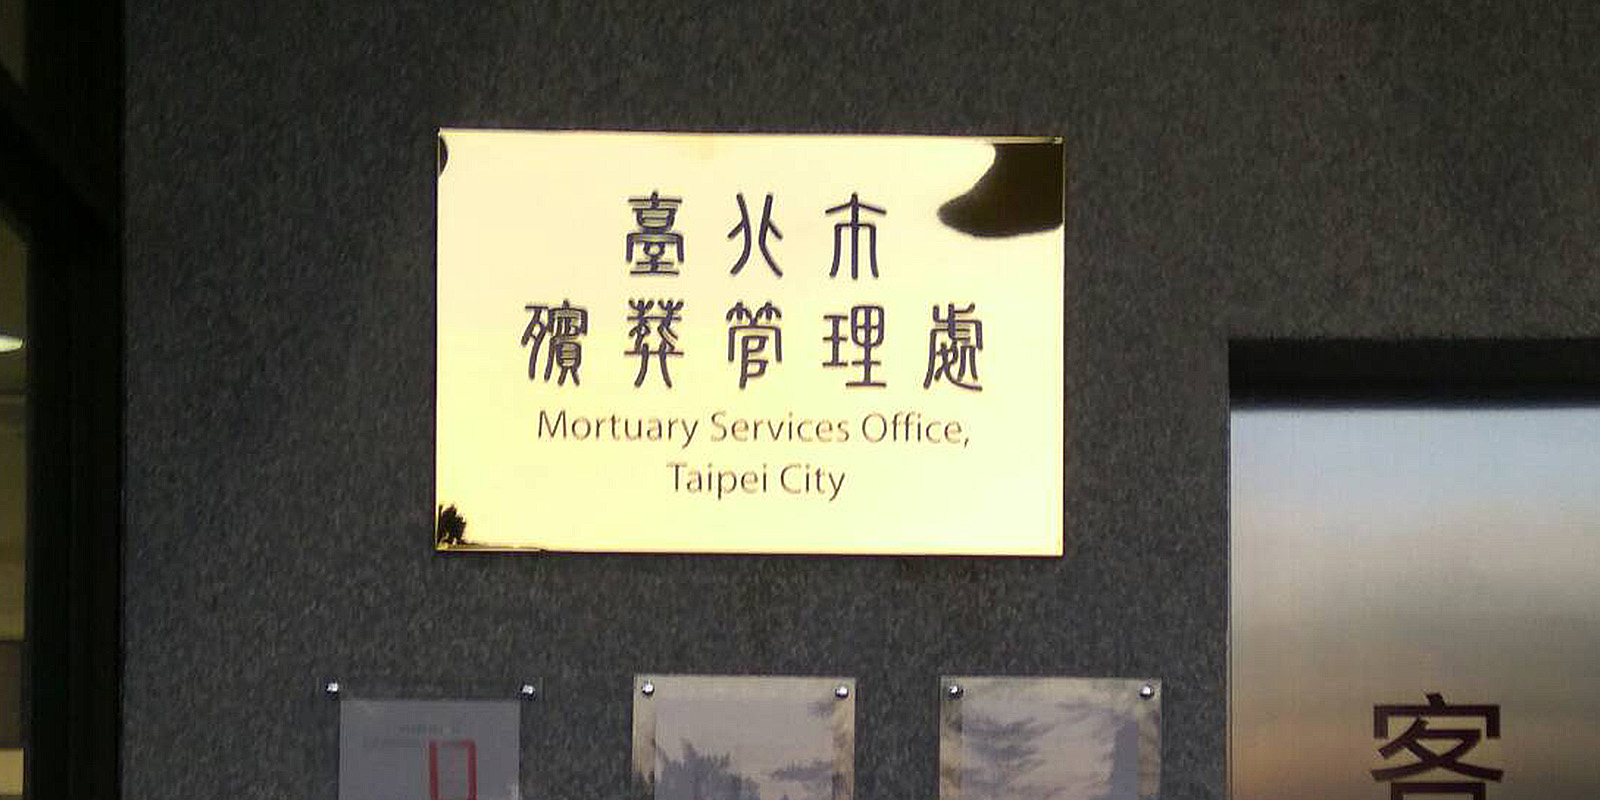 臺北市
殯葬管理處
Mortuary Services Office,
Taipei City
客